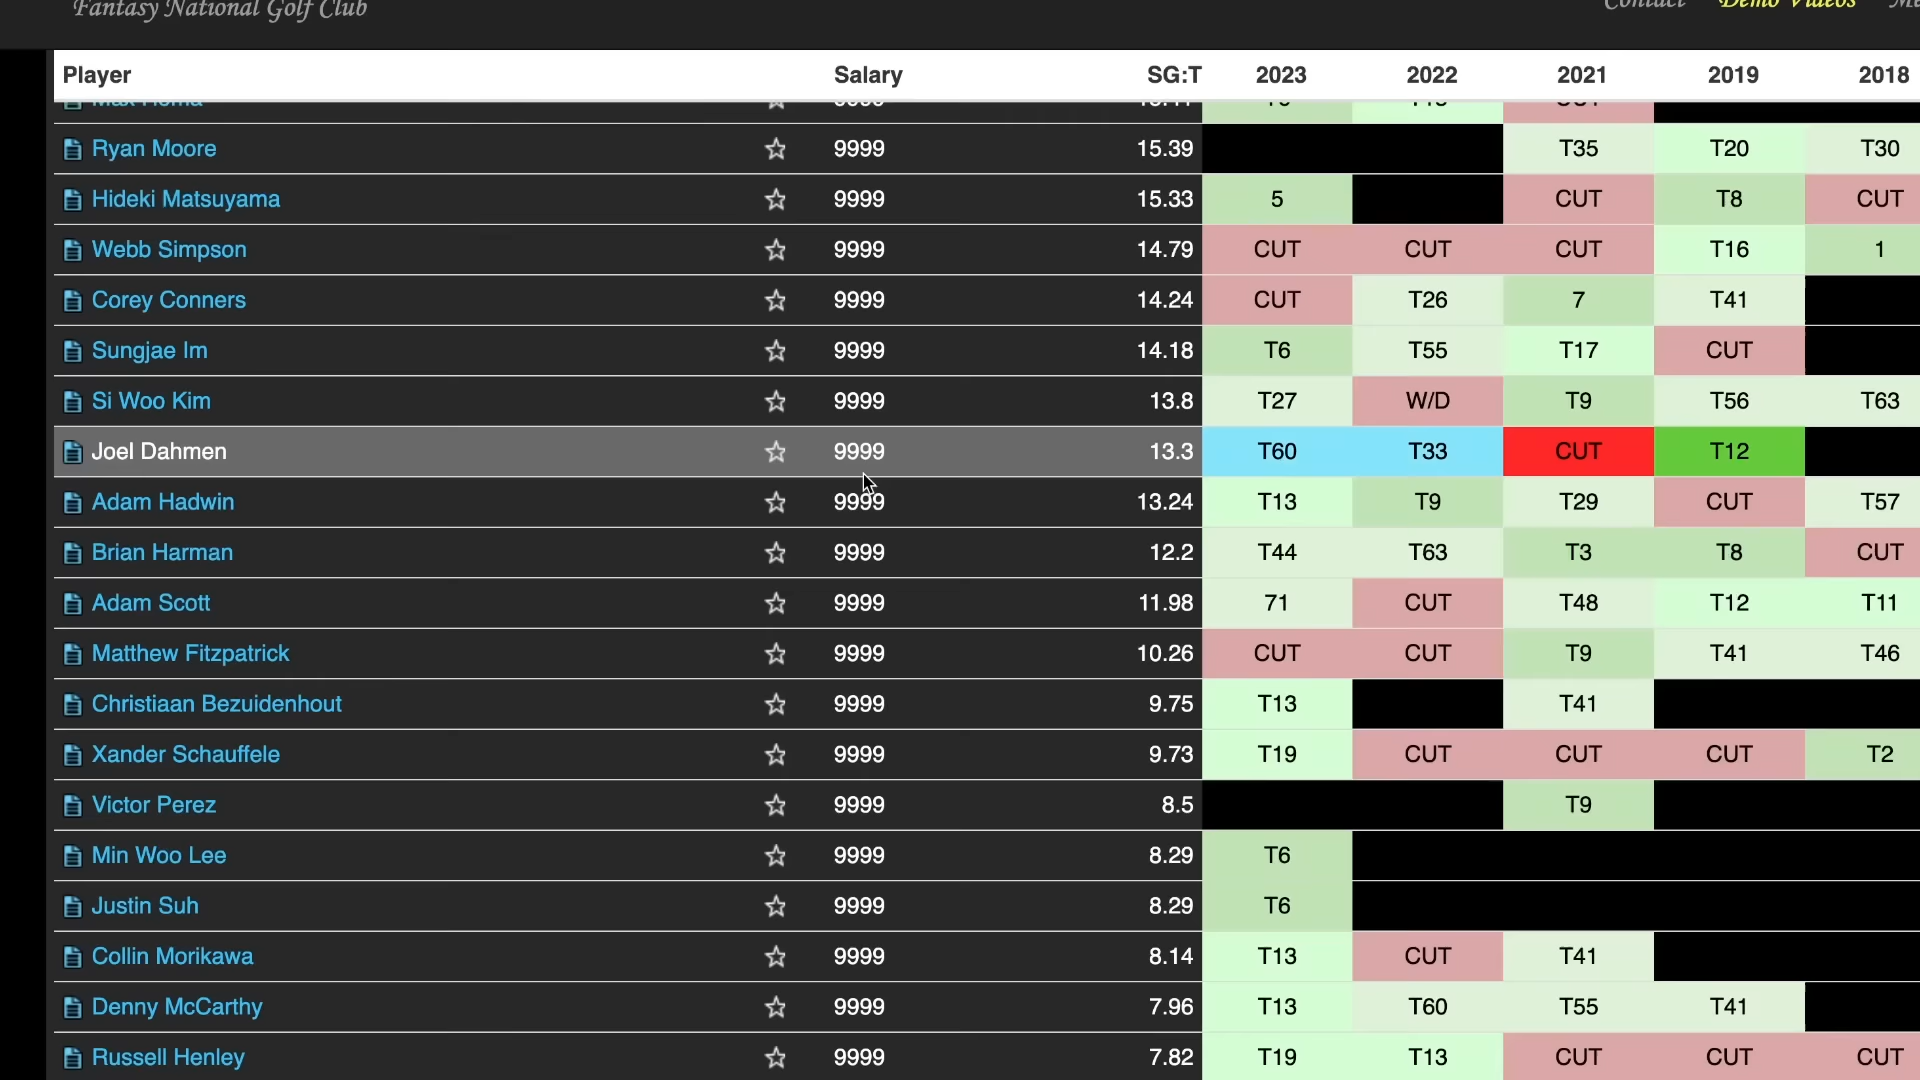 Fantasy National Golf Club Contact Demo Videos
Player Salary SG:T 2023 2022 2021 2019 2018
Max Homa
Ryan Moore 9999 15.39 T35 T20 T30
Hideki Matsuyama 9999 15.33 5 CUT T8 CUT
Webb Simpson 9999 14.79 CUT CUT CUT T16 1
Corey Conners 9999 14.24 CUT T26 7 T41
Sungjae Im 9999 14.18 T6 T55 T17 CUT
Si Woo Kim 9999 13.8 T27 W/D T9 T56 T63
Joel Dahmen 9999 13.3 T60 T33 CUT T12
Adam Hadwin 9999 13.24 T13 T9 T29 CUT T57
Brian Harman 9999 12.2 T44 T63 T3 T8 CUT
Adam Scott 9999 11.98 71 CUT T48 T12 T11
Matthew Fitzpatrick 9999 10.26 CUT CUT T9 T41 T46
Christiaan Bezuidenhout 9999 9.75 T13 T41
Xander Schauffele 9999 9.73 T19 CUT CUT CUT T2
Victor Perez 9999 8.5 T9
Min Woo Lee 9999 8.29 T6
Justin Suh 9999 8.29 T6
Collin Morikawa 9999 8.14 T13 CUT T41
Denny McCarthy 9999 7.96 T13 T60 T55 T41
Russell Henley 9999 7.82 T19 T13 CUT CUT CUT